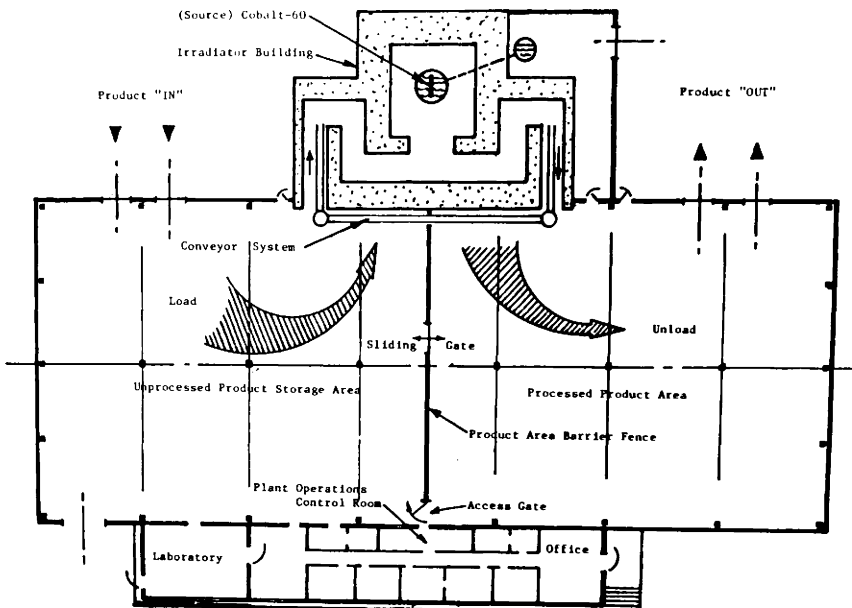 (Source) Cobalt-60
Irradiator Building
Product "IN"
Product "OUT"
Conveyor System
Load
Unload
Sliding Gate
Unprocessed Product Storage Area
Processed Product Area
Product Area Barrier Fence
Plant Operations
Control Room
Access Gate
Laboratory
Office